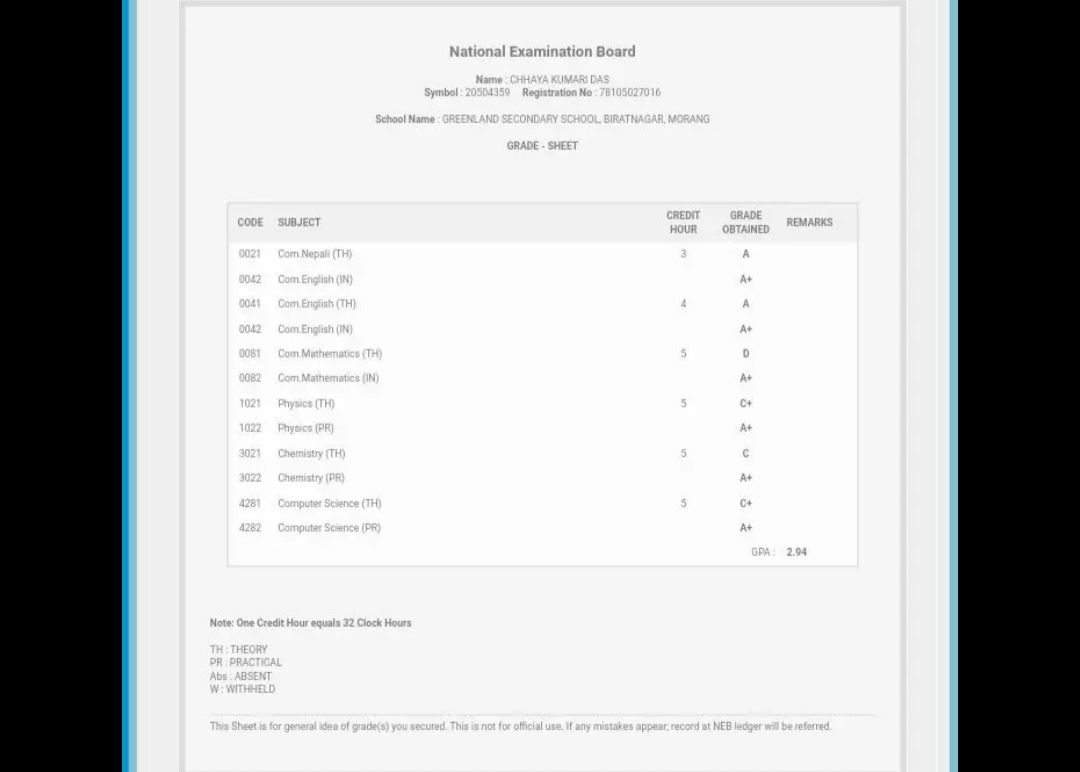 National Examination Board
Name : CHHAYA KUMARI DAS
Symbol : 20504359 Registration No : 78105027016
School Name : GREENLAND SECONDARY SCHOOL, BIRATNAGAR, MORANG
GRADE - SHEET
CODE SUBJECT CREDIT HOUR GRADE OBTAINED REMARKS
0021 Com.Nepali (TH) 3 A
0042 Com.English (IN) A+
0041 Com.English (TH) 4 A
0042 Com.English (IN) A+
0081 Com.Mathematics (TH) 5 D
0082 Com.Mathematics (IN) A+
1021 Physics (TH) 5 C+
1022 Physics (PR) A+
3021 Chemistry (TH) 5 C
3022 Chemistry (PR) A+
4281 Computer Science (TH) 5 C+
4282 Computer Science (PR) A+
GPA : 2.94
Note: One Credit Hour equals 32 Clock Hours
TH : THEORY
PR : PRACTICAL
Abs : ABSENT
W : WITHHELD
This Sheet is for general idea of grade(s) you secured. This is not for official use. If any mistakes appear; record at NEB ledger will be referred.